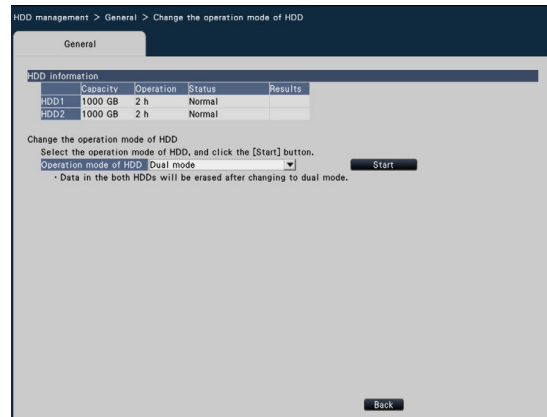 HDD management > General > Change the operation mode of HDD
General
HDD information
Capacity Operation Status Results
HDD1 1000 GB 2 h Normal
HDD2 1000 GB 2 h Normal
Change the operation mode of HDD
Select the operation mode of HDD, and click the [Start] button.
Operation mode of HDD Dual mode Start
・Data in the both HDDs will be erased after changing to dual mode.
Back